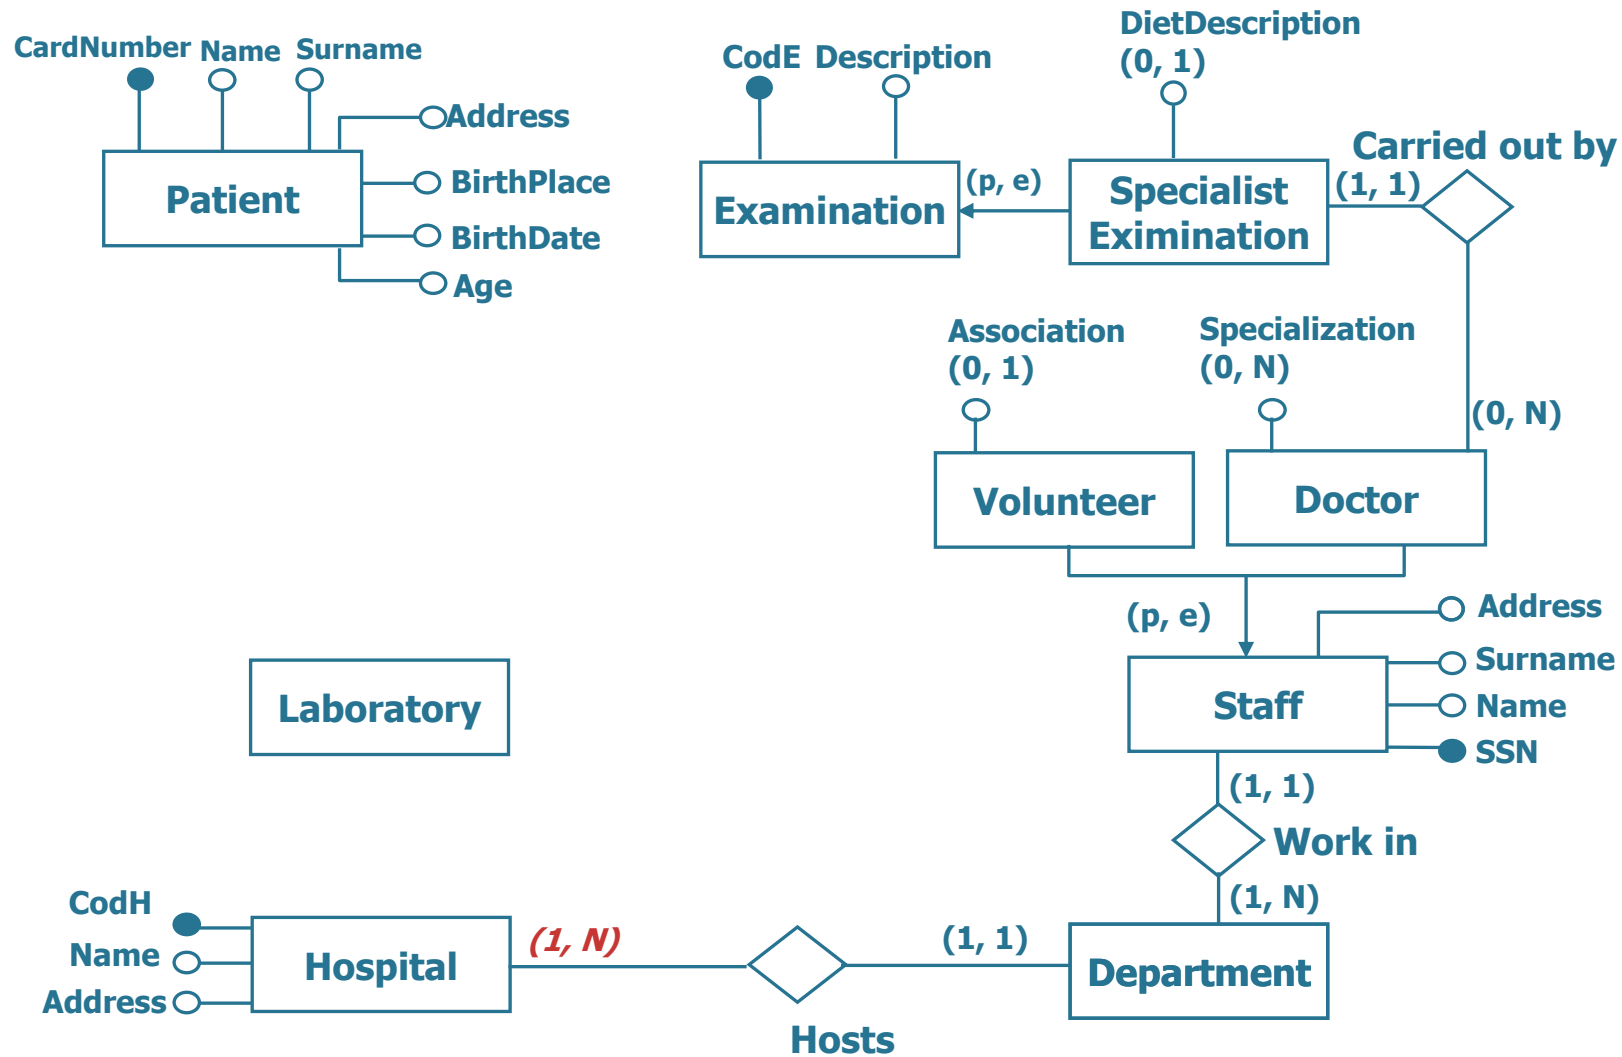 CardNumber
Name
Surname
Address
Patient
BirthPlace
BirthDate
Age
CodE
Description
DietDescription
(0, 1)
Examination
(p, e)
Specialist
Eximination
Carried out by
(1, 1)
(0, N)
Association
(0, 1)
Specialization
(0, N)
Volunteer
Doctor
(p, e)
Address
Surname
Name
SSN
Staff
Laboratory
(1, 1)
Work in
(1, N)
CodH
Name
Address
Hospital
(1, N)
Hosts
(1, 1)
Department